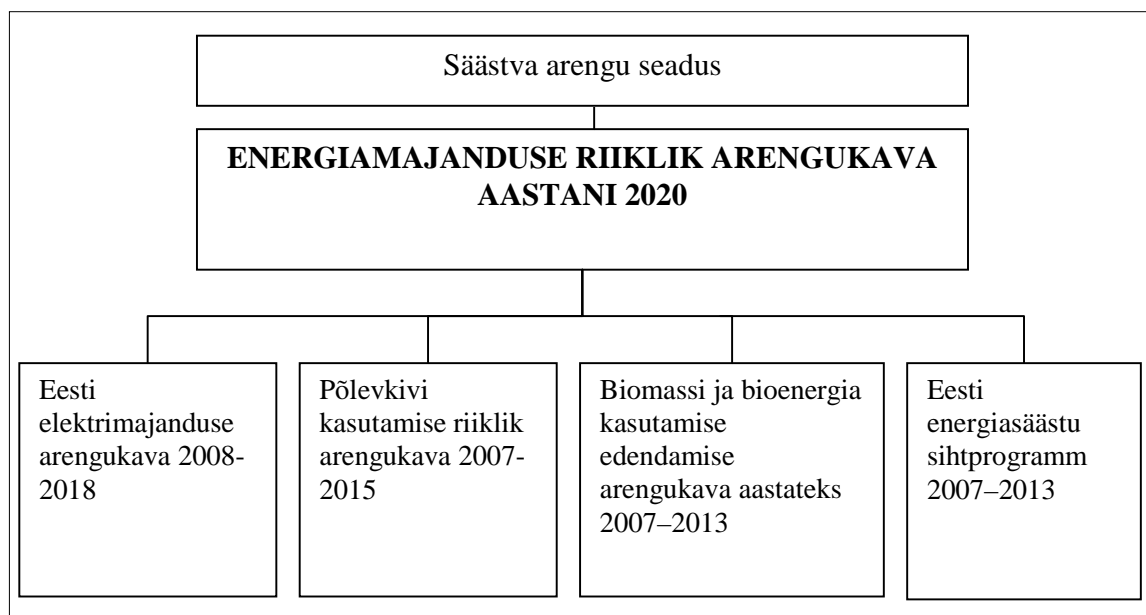 Säästva arengu seadus
ENERGIAMAJANDUSE RIIKLIK ARENGUKAVA
AASTANI 2020
Eesti
elektrimajanduse
arengukava 2008-
2018
Põlevkivi
kasutamise riiklik
arengukava 2007-
2015
Biomassi ja bioenergia
kasutamise
edendamise
arengukava aastateks
2007–2013
Eesti
energiasäästu
sihtprogramm
2007–2013